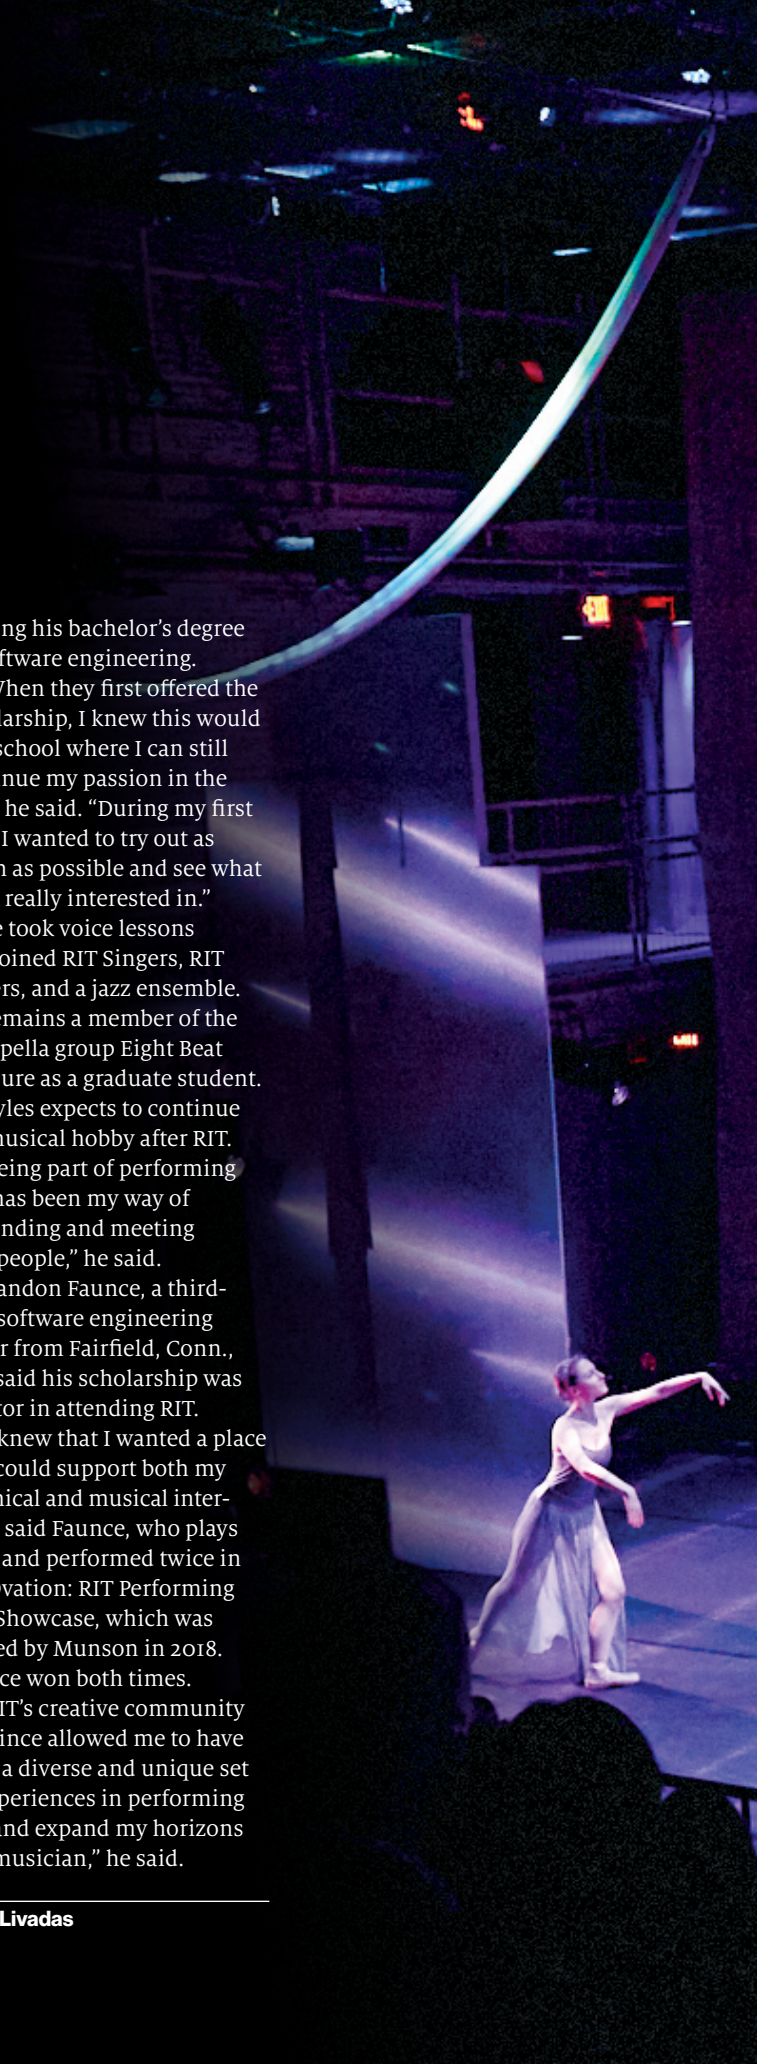 ng his bachelor’s degree
ftware engineering.
hen they first offered the
larship, I knew this would
school where I can still
inue my passion in the
he said. “During my first
I wanted to try out as
as possible and see what
really interested in.”
took voice lessons
oined RIT Singers, RIT
ers, and a jazz ensemble.
emains a member of the
pella group Eight Beat
ure as a graduate student.
yles expects to continue
musical hobby after RIT.
eing part of performing
has been my way of
nding and meeting
people,” he said.
andon Faunce, a third-
software engineering
r from Fairfield, Conn.,
said his scholarship was
tor in attending RIT.
knew that I wanted a place
could support both my
nical and musical inter-
said Faunce, who plays
and performed twice in
Ovation: RIT Performing
Showcase, which was
ed by Munson in 2018.
ce won both times.
IT’s creative community
ince allowed me to have
a diverse and unique set
periences in performing
and expand my horizons
musician,” he said.
Livadas
EXIT